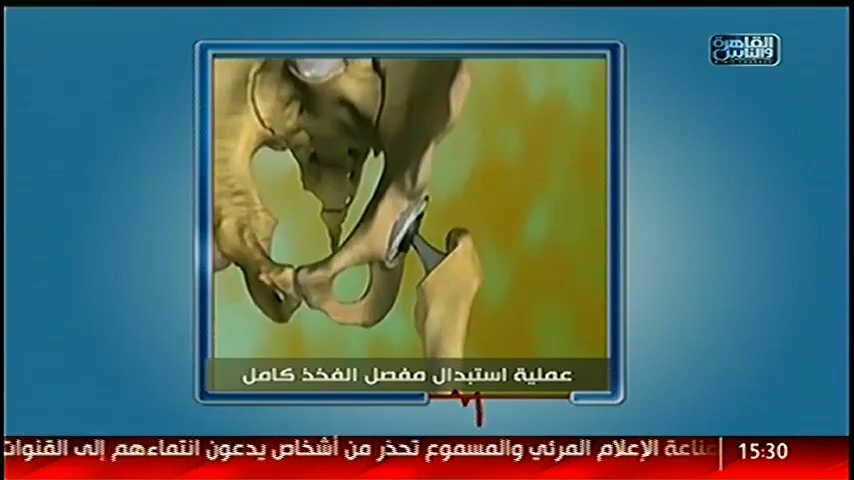 القاهرة
والناس
عملية استبدال مفصل الفخذ كامل
15:30
ناعة الإعلام المرئي والمسموع تحذر من أشخاص يدعون انتماءهم إلى القنوات